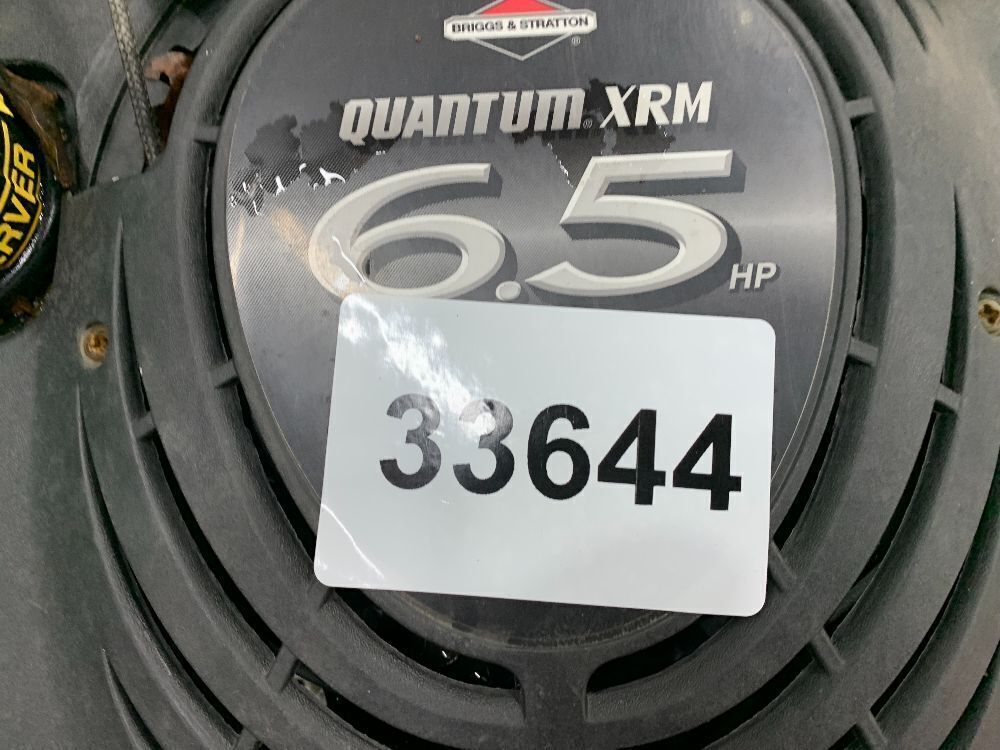 BRIGGS & STRATTON
®
QUANTUM® XRM
6.5 HP
33644
RVER